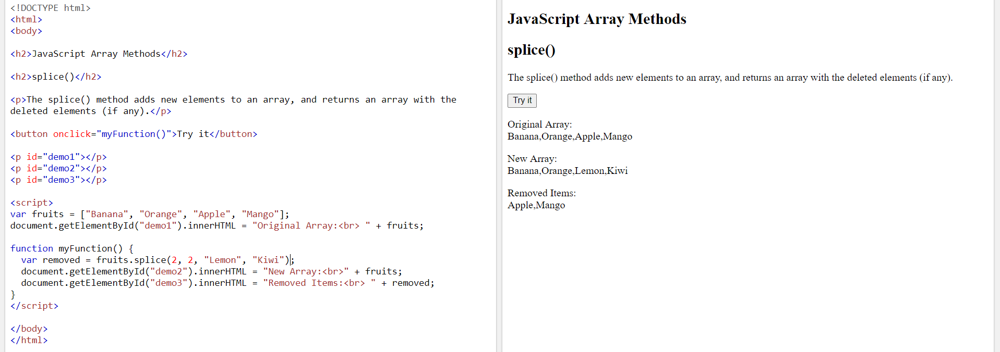 <!DOCTYPE html>
<html>
<body>
<h2>JavaScript Array Methods</h2>
<h2>splice()</h2>
<p>The splice() method adds new elements to an array, and returns an array with the
deleted elements (if any).</p>
<button onclick="myFunction()">Try it</button>
<p id="demo1"></p>
<p id="demo2"></p>
<p id="demo3"></p>
<script>
var fruits = ["Banana", "Orange", "Apple", "Mango"];
document.getElementById("demo1").innerHTML = "Original Array:<br> " + fruits;
function myFunction() {
  var removed = fruits.splice(2, 2, "Lemon", "Kiwi");
  document.getElementById("demo2").innerHTML = "New Array:<br>" + fruits;
  document.getElementById("demo3").innerHTML = "Removed Items:<br> " + removed;
}
</script>
</body>
</html>
JavaScript Array Methods
splice()
The splice() method adds new elements to an array, and returns an array with the deleted elements (if any).
Try it
Original Array:
Banana,Orange,Apple,Mango
New Array:
Banana,Orange,Lemon,Kiwi
Removed Items:
Apple,Mango